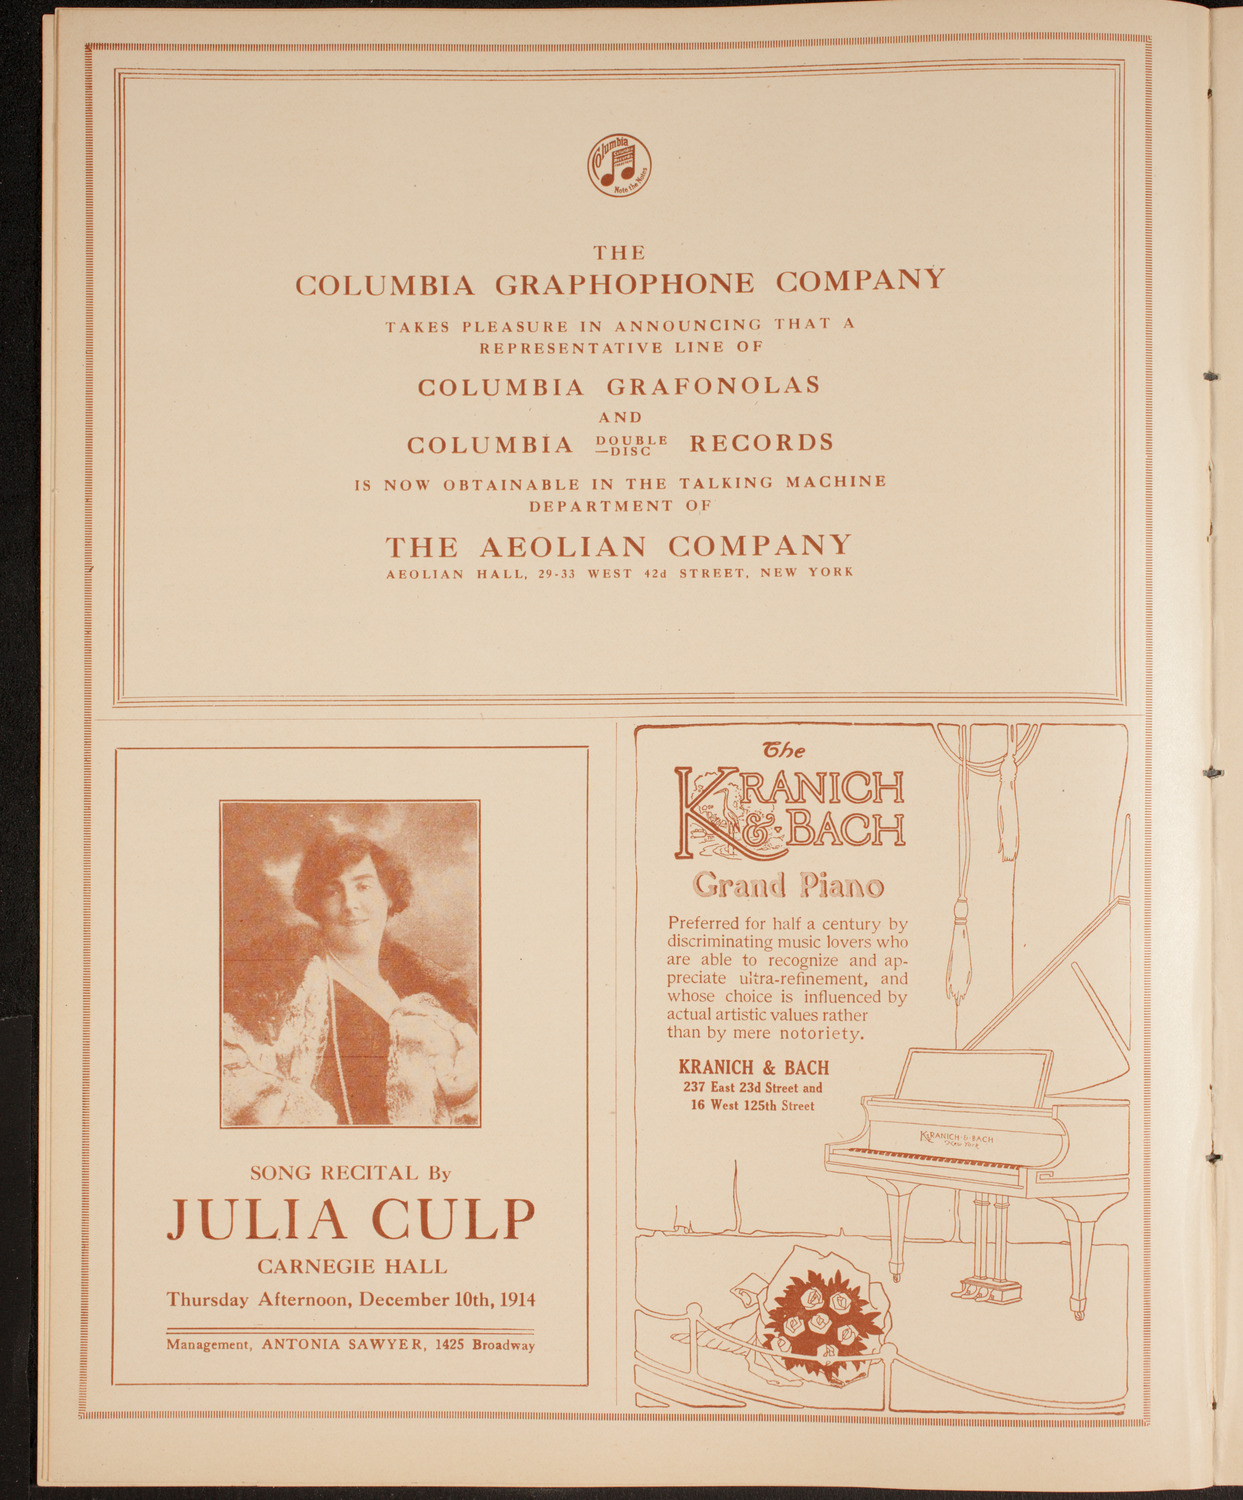 Columbia
Note the Notes
THE
COLUMBIA GRAPHOPHONE COMPANY
TAKES PLEASURE IN ANNOUNCING THAT A
REPRESENTATIVE LINE OF
COLUMBIA GRAFONOLAS
AND
COLUMBIA DOUBLE-DISC RECORDS
IS NOW OBTAINABLE IN THE TALKING MACHINE
DEPARTMENT OF
THE AEOLIAN COMPANY
AEOLIAN HALL, 29-33 WEST 42d STREET, NEW YORK
SONG RECITAL By
JULIA CULP
CARNEGIE HALL
Thursday Afternoon, December 10th, 1914
Management, ANTONIA SAWYER, 1425 Broadway
The
KRANICH
& BACH
Grand Piano
Preferred for half a century by
discriminating music lovers who
are able to recognize and ap-
preciate ultra-refinement, and
whose choice is influenced by
actual artistic values rather
than by mere notoriety.
KRANICH & BACH
237 East 23d Street and
16 West 125th Street
KRANICH-&-BACH
New York